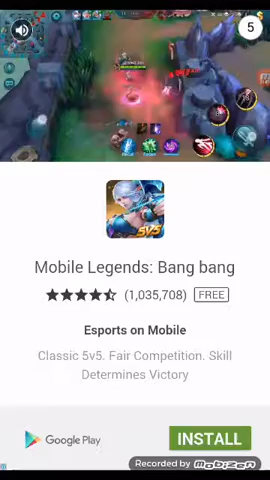 5
5V5
Mobile Legends: Bang bang
(1,035,708) FREE
Esports on Mobile
Classic 5v5. Fair Competition. Skill
Determines Victory
Google Play
INSTALL
Recorded by MOBIZEN